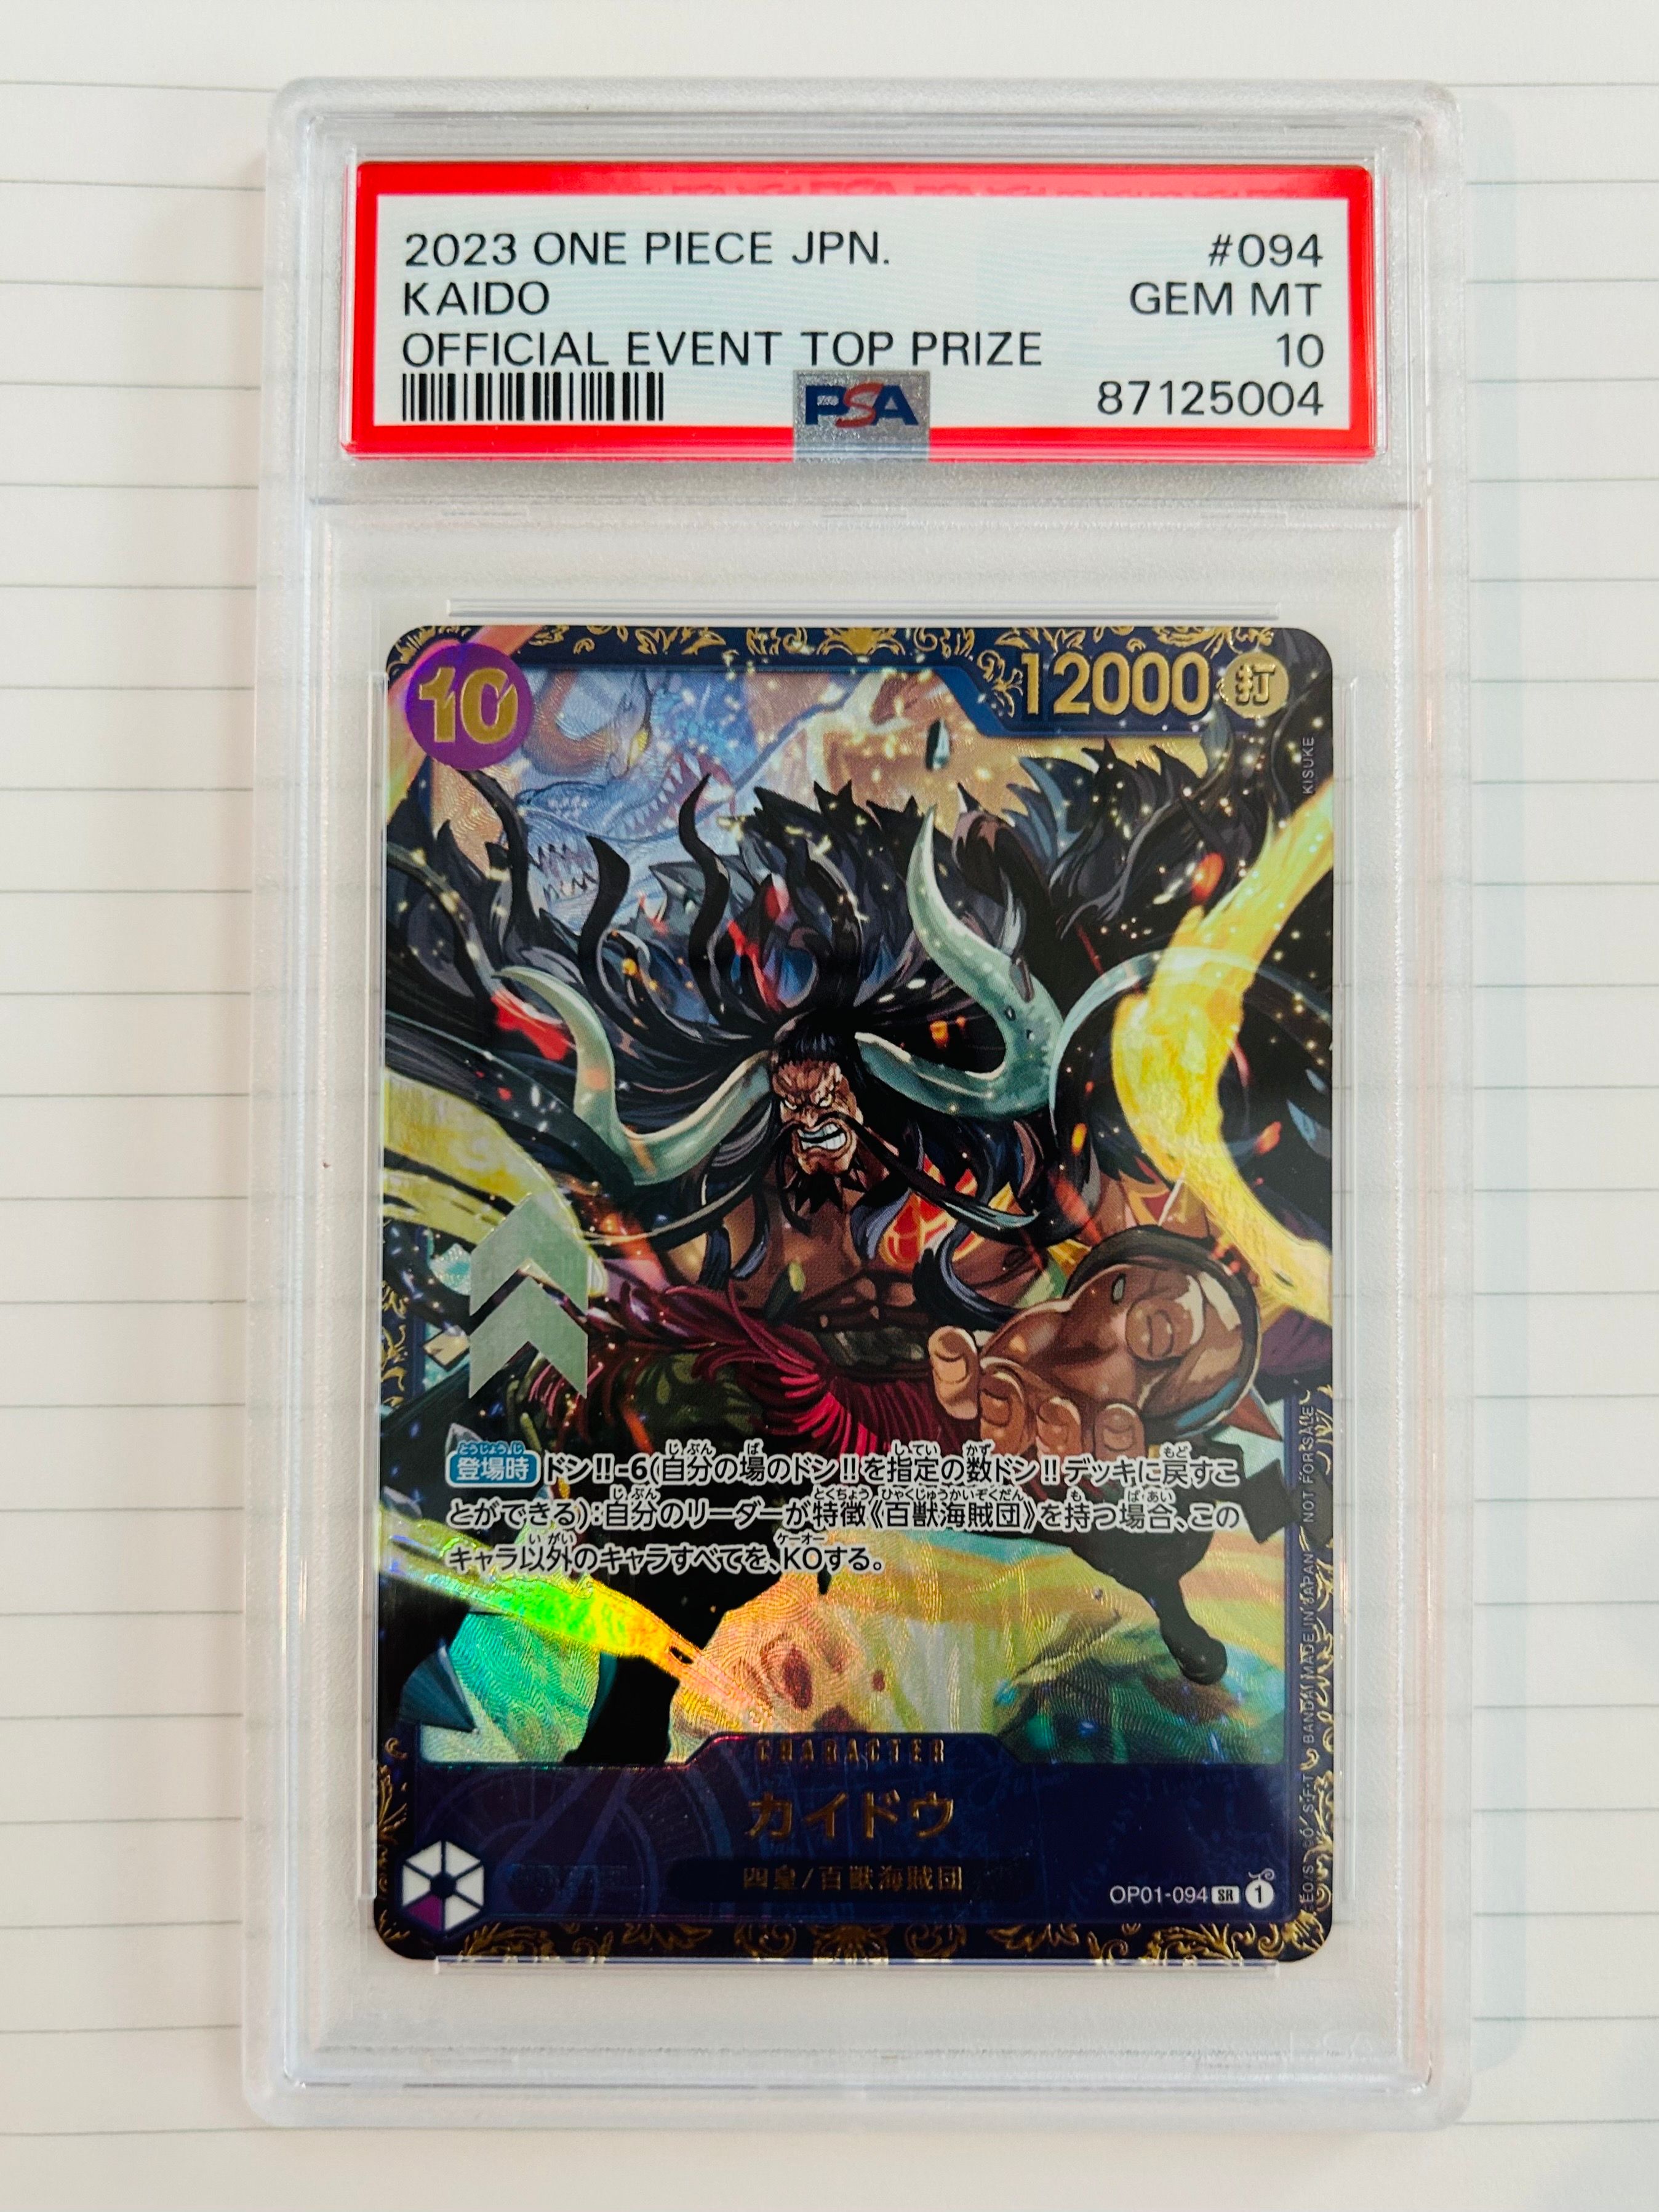 2023 ONE PIECE JPN. #094
KAIDO GEM MT
OFFICIAL EVENT TOP PRIZE 10
PSA 87125004
10
12000 打
KISUKE
登場時 ドン!!-6(自分の場のドン!!を指定の数ドン!!デッキに戻すこ
とができる):自分のリーダーが特徴《百獣海賊団》を持つ場合、この
キャラ以外のキャラすべてを、KOする。
NOT FOR SALE
BANDAI MADE IN JAPAN
CHARACTER
カイドウ
四皇/百獣海賊団
OP01-094 SR 1